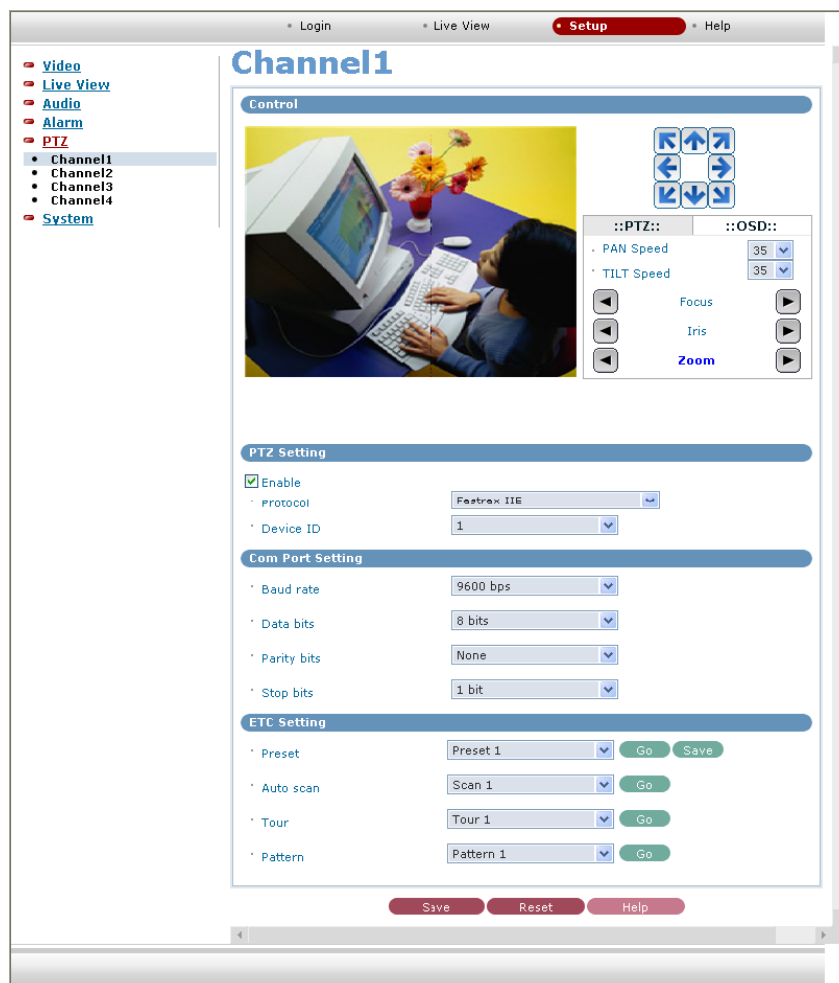 Login Live View Setup Help
Video
Live View
Audio
Alarm
PTZ
Channel1
Channel2
Channel3
Channel4
System
Channel1
Control
::PTZ:: ::OSD::
PAN Speed 35
TILT Speed 35
Focus
Iris
Zoom
PTZ Setting
Enable
Protocol Fastrax IIE
Device ID 1
Com Port Setting
Baud rate 9600 bps
Data bits 8 bits
Parity bits None
Stop bits 1 bit
ETC Setting
Preset Preset 1 Go Save
Auto scan Scan 1 Go
Tour Tour 1 Go
Pattern Pattern 1 Go
Save Reset Help